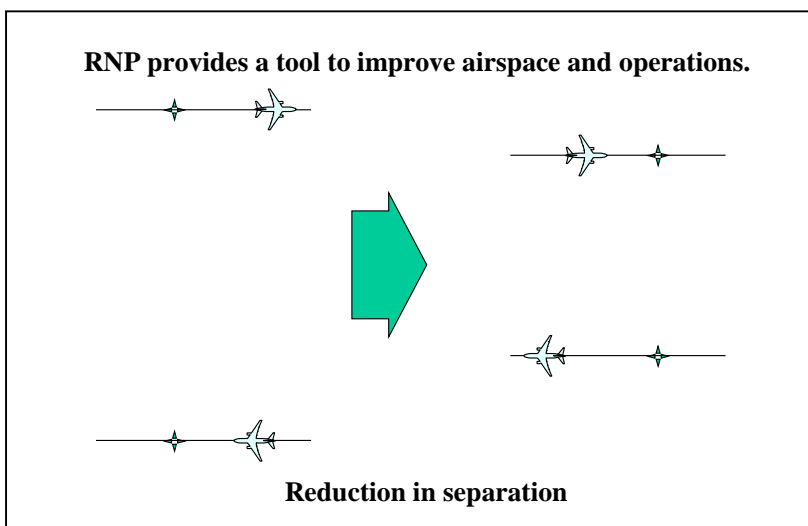 RNP provides a tool to improve airspace and operations.
Reduction in separation